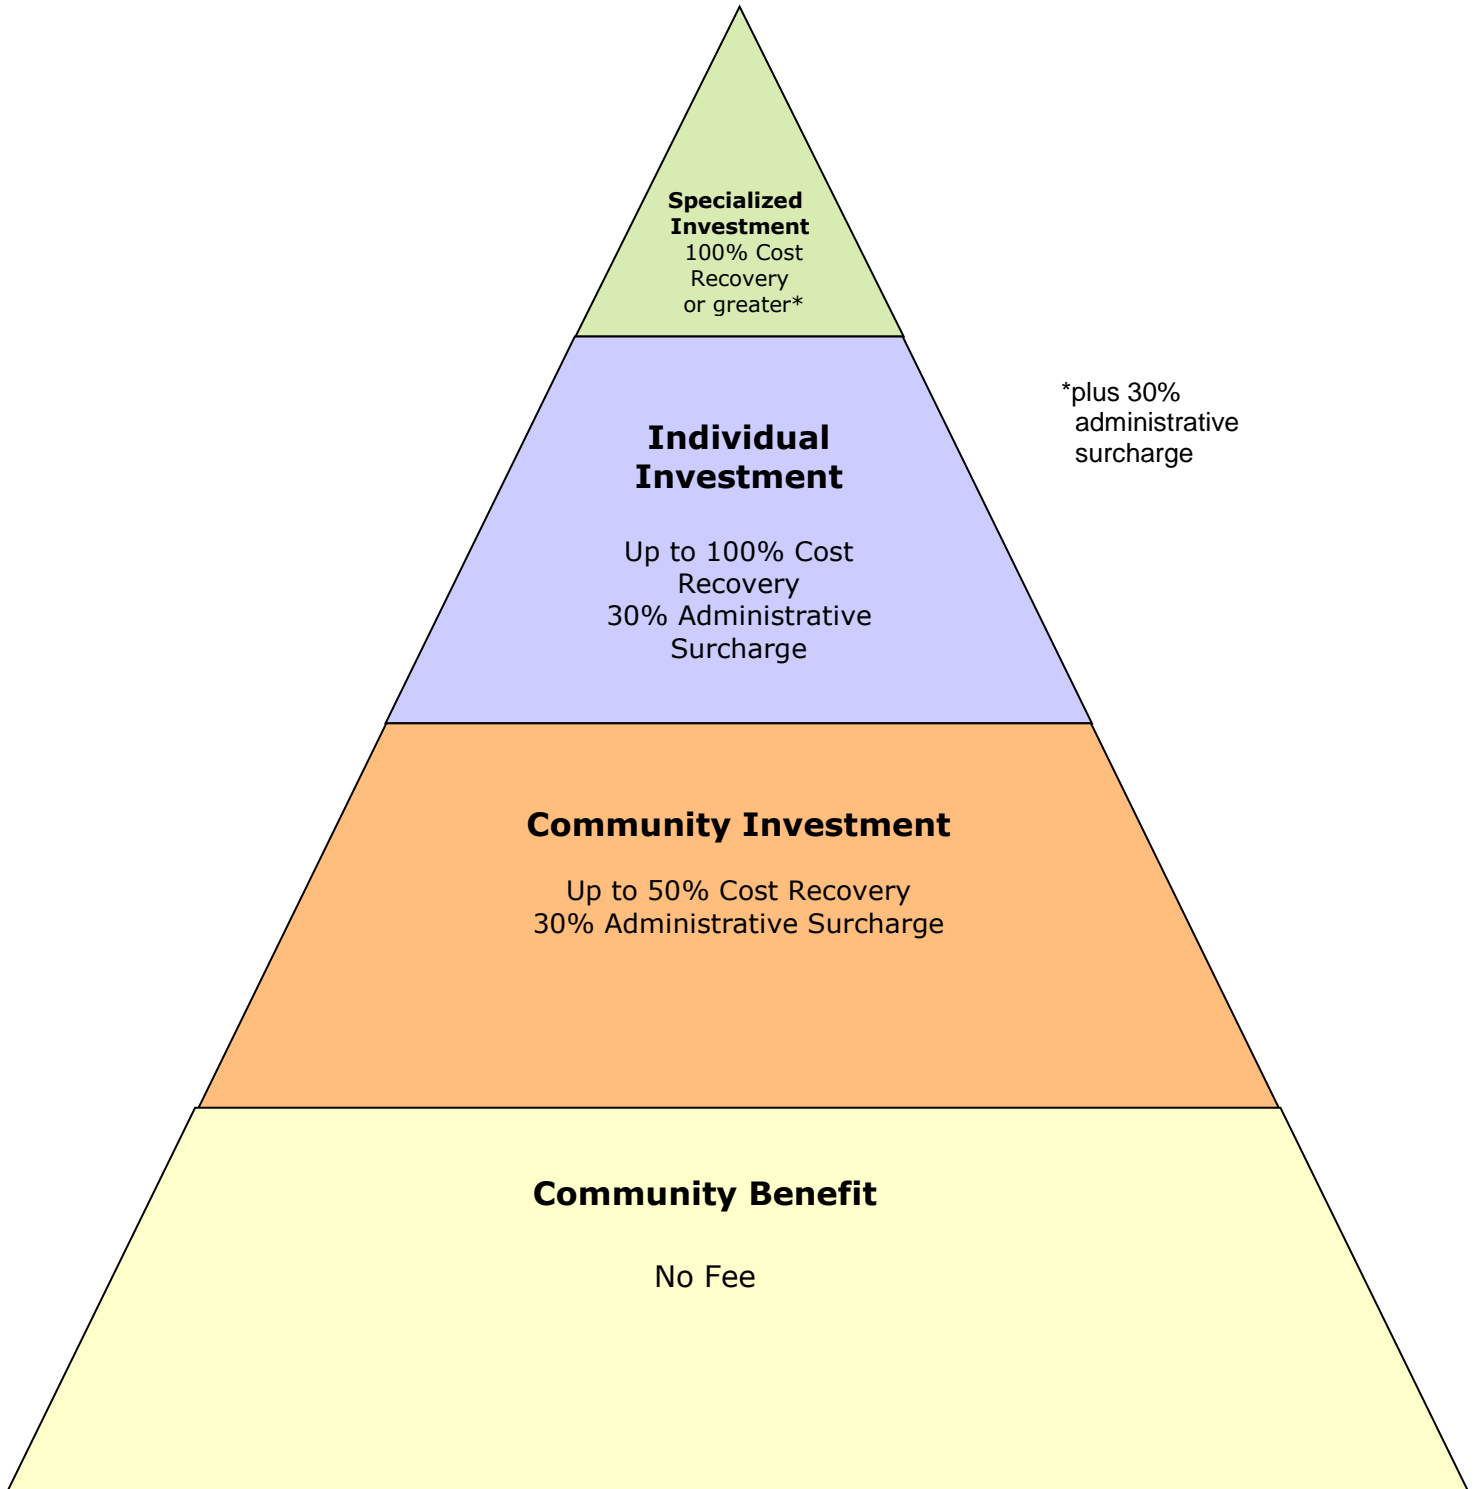 Specialized
Investment
100% Cost
Recovery
or greater*
*plus 30%
administrative
surcharge
Individual
Investment
Up to 100% Cost
Recovery
30% Administrative
Surcharge
Community Investment
Up to 50% Cost Recovery
30% Administrative Surcharge
Community Benefit
No Fee